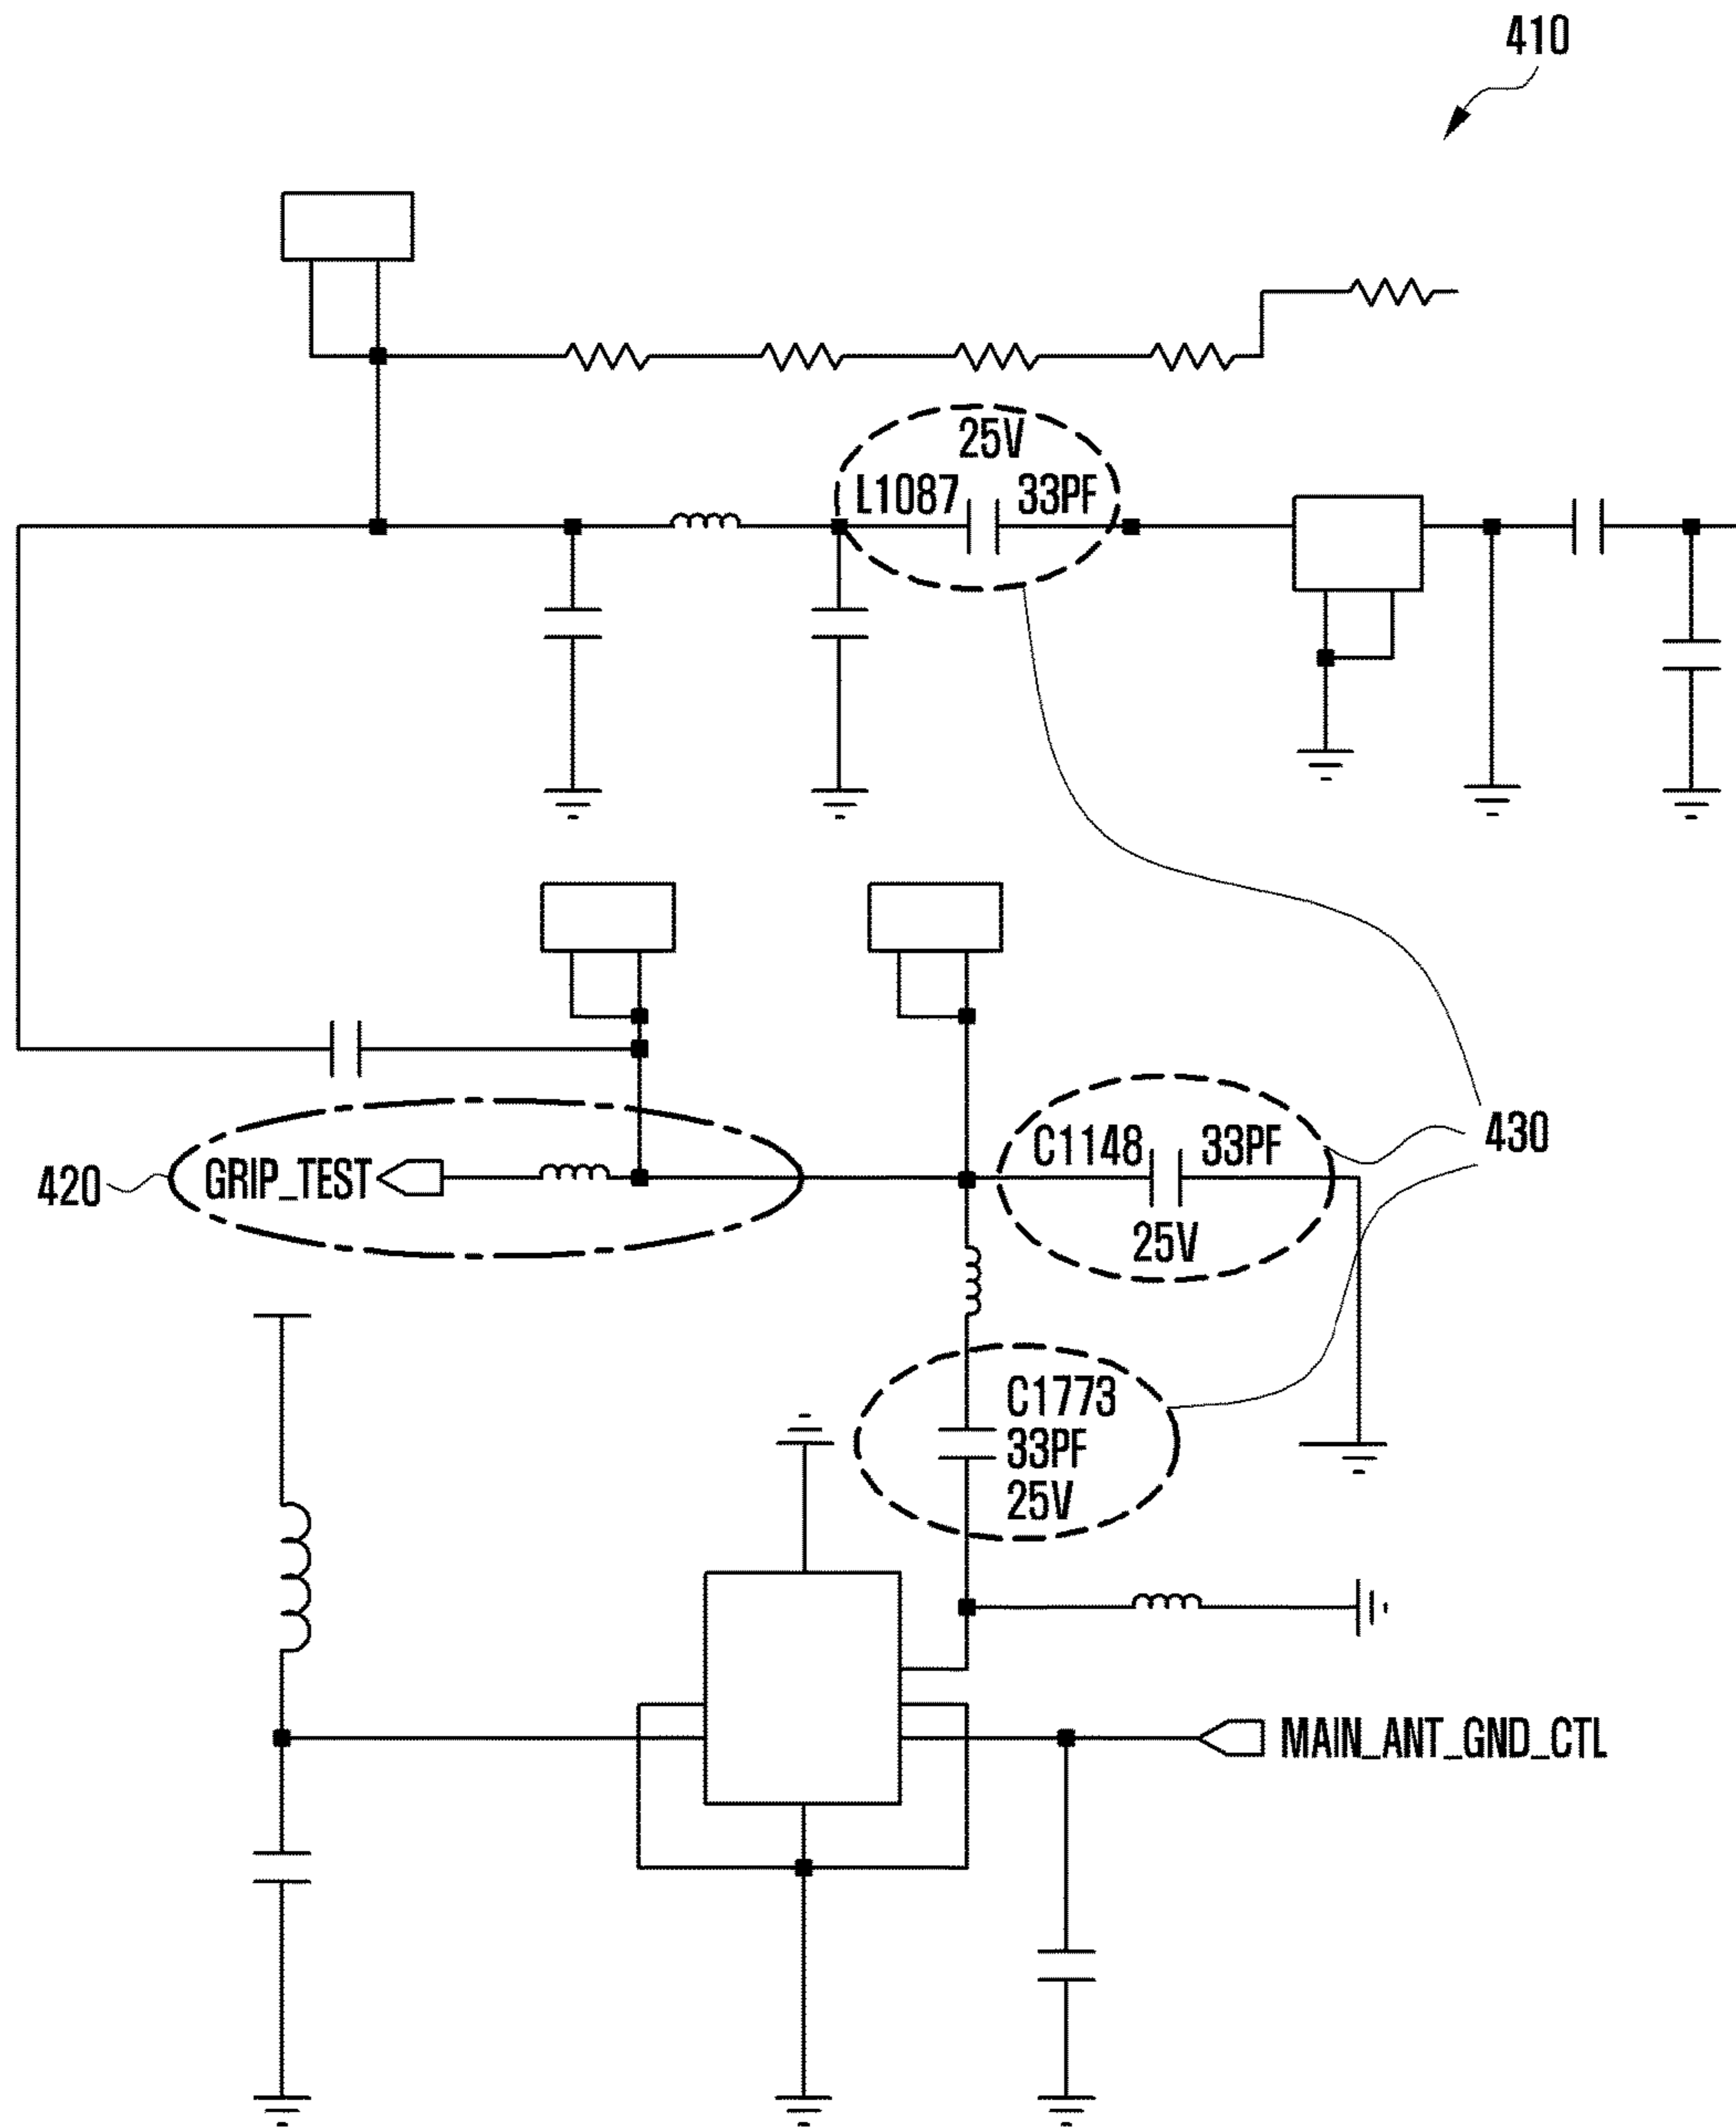 410
25V
L1087 33PF
C1148 33PF
430
420
GRIP_TEST
25V
C1773
33PF
25V
MAIN_ANT_GND_CTL